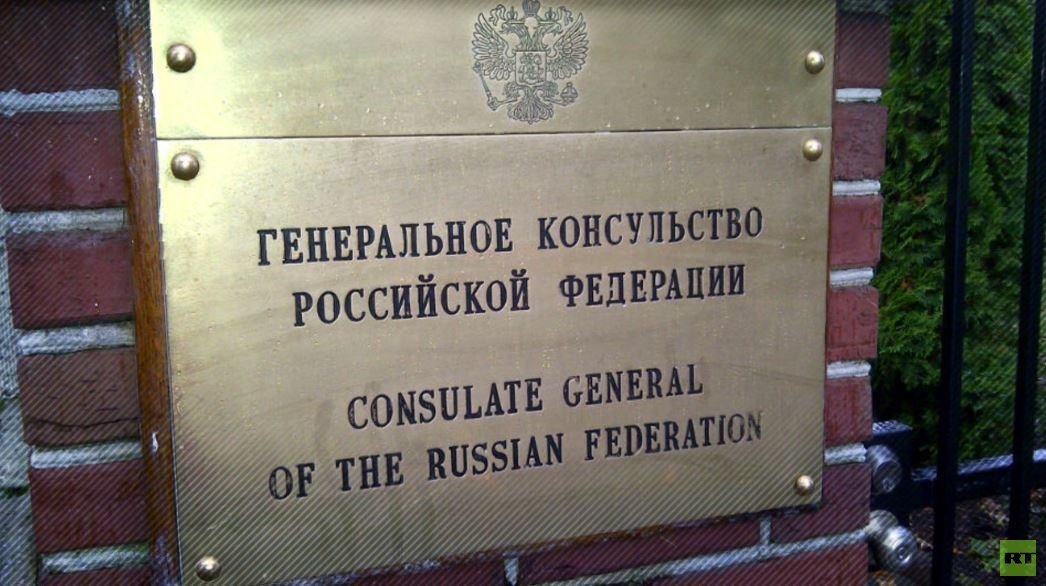 ГЕНЕРАЛЬНОЕ КОНСУЛЬСТВО
РОССИЙСКОЙ ФЕДЕРАЦИИ
CONSULATE GENERAL
OF THE RUSSIAN FEDERATION
RT